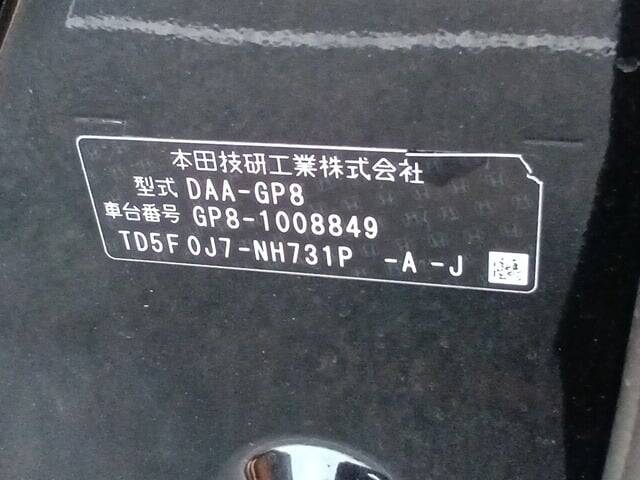 本田技研工業株式会社
型式 DAA-GP8
車台番号 GP8-1008849
TD5F 0J7-NH731P -A -J